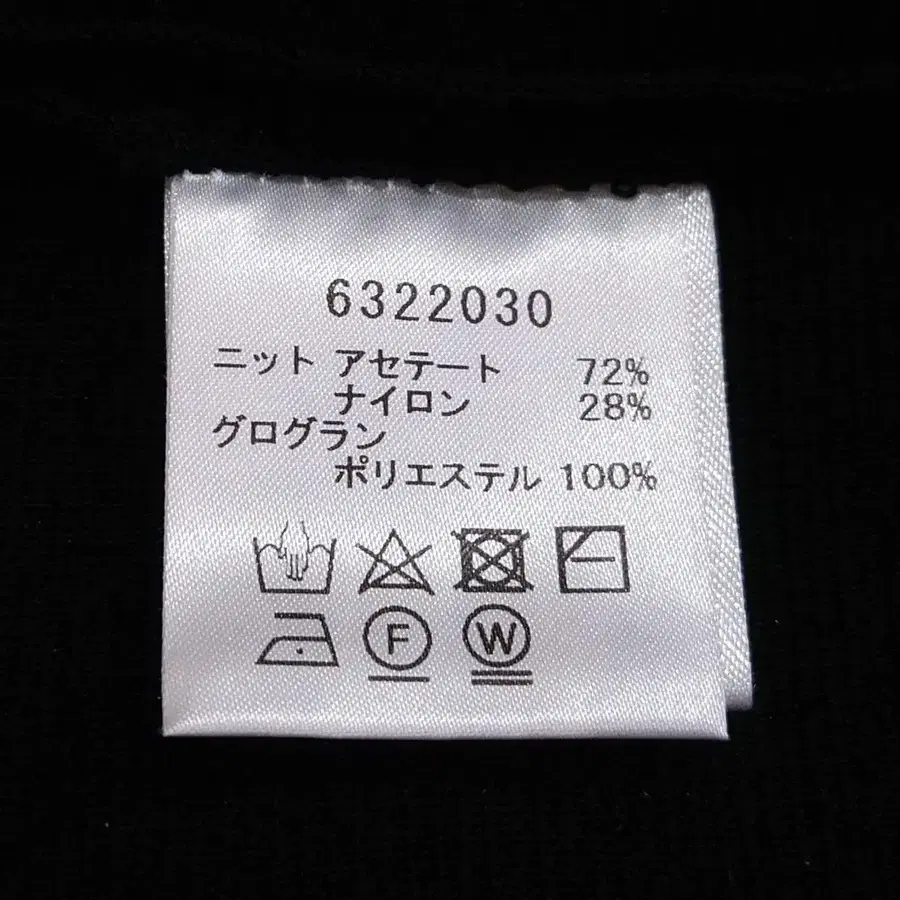 6322030
ニット アセテート 72%
ナイロン 28%
グログラン
ポリエステル 100%
F W